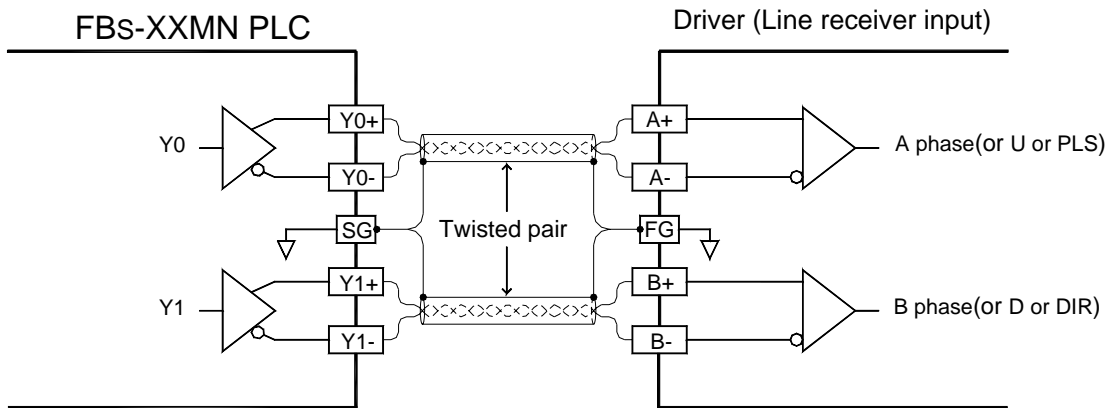 FBs-XXMN PLC
Driver (Line receiver input)
Y0
Y0+
Y0-
SG
Y1
Y1+
Y1-
Twisted pair
A+
A-
FG
B+
B-
A phase(or U or PLS)
B phase(or D or DIR)